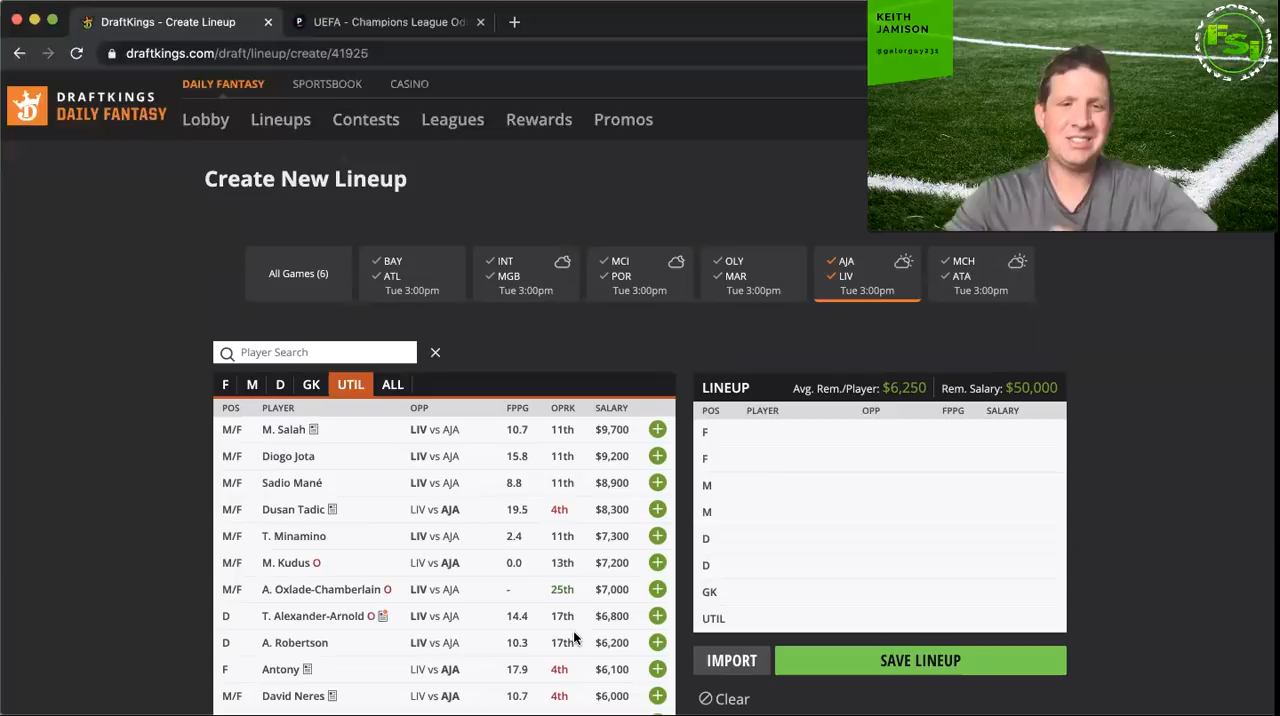 DraftKings - Create Lineup
UEFA - Champions League Od
draftkings.com/draft/lineup/create/41925
KEITH
JAMISON
@gatorguy231
SPORTS
FSi
DAILY FANTASY SPORTSBOOK CASINO
DRAFTKINGS
DAILY FANTASY
Lobby Lineups Contests Leagues Rewards Promos
Create New Lineup
All Games (6)
BAY
ATL
Tue 3:00pm
INT
MGB
Tue 3:00pm
MCI
POR
Tue 3:00pm
OLY
MAR
Tue 3:00pm
AJA
LIV
Tue 3:00pm
MCH
ATA
Tue 3:00pm
Player Search
F M D GK UTIL ALL
POS PLAYER OPP FPPG OPRK SALARY
M/F M. Salah LIV vs AJA 10.7 11th $9,700
M/F Diogo Jota LIV vs AJA 15.8 11th $9,200
M/F Sadio Mané LIV vs AJA 8.8 11th $8,900
M/F Dusan Tadic LIV vs AJA 19.5 4th $8,300
M/F T. Minamino LIV vs AJA 2.4 11th $7,300
M/F M. Kudus O LIV vs AJA 0.0 13th $7,200
M/F A. Oxlade-Chamberlain O LIV vs AJA - 25th $7,000
D T. Alexander-Arnold O LIV vs AJA 14.4 17th $6,800
D A. Robertson LIV vs AJA 10.3 17th $6,200
F Antony LIV vs AJA 17.9 4th $6,100
M/F David Neres LIV vs AJA 10.7 4th $6,000
LINEUP Avg. Rem./Player: $6,250 Rem. Salary: $50,000
POS PLAYER OPP FPPG SALARY
F
F
M
M
D
D
GK
UTIL
IMPORT SAVE LINEUP
Clear